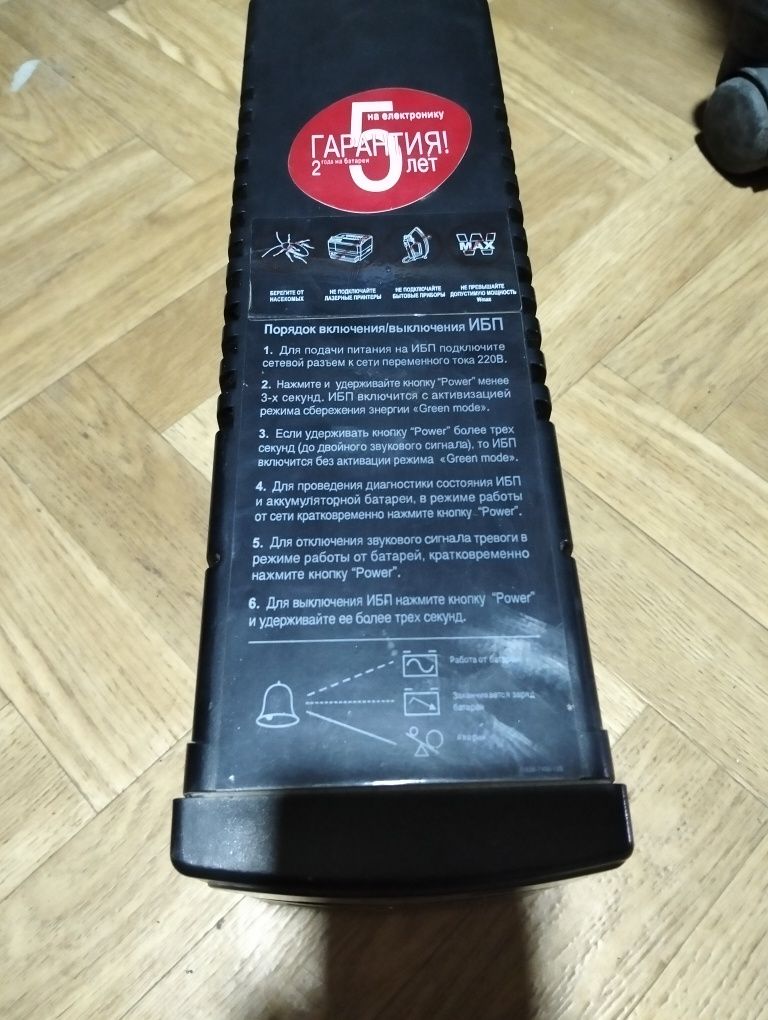 на електронику
5
ГАРАНТИЯ!
2 года на батареи
лет
W
MAX
БЕРЕГИТЕ ОТ
НАСЕКОМЫХ
НЕ ПОДКЛЮЧАЙТЕ
ЛАЗЕРНЫЕ ПРИНТЕРЫ
НЕ ПОДКЛЮЧАЙТЕ
БЫТОВЫЕ ПРИБОРЫ
НЕ ПРЕВЫШАЙТЕ
ДОПУСТИМУЮ МОЩНОСТЬ
Wmax
Порядок включения/выключения ИБП
1. Для подачи питания на ИБП подключите
сетевой разъем к сети переменного тока 220В.
2. Нажмите и удерживайте кнопку "Power" менее
3-х секунд. ИБП включится с активизацией
режима сбережения знергии «Green mode».
3. Если удерживать кнопку "Power" более трех
секунд (до двойного звукового сигнала), то ИБП
включится без активации режима «Green mode».
4. Для проведения диагностики состояния ИБП
и аккумуляторной батареи, в режиме работы
от сети кратковременно нажмите кнопку "Power".
5. Для отключения звукового сигнала тревоги в
режиме работы от батарей, кратковременно
нажмите кнопку "Power".
6. Для выключения ИБП нажмите кнопку "Power"
и удерживайте ее более трех секунд.
Работа от батареи
Заканчивается заряд
батареи
Авария